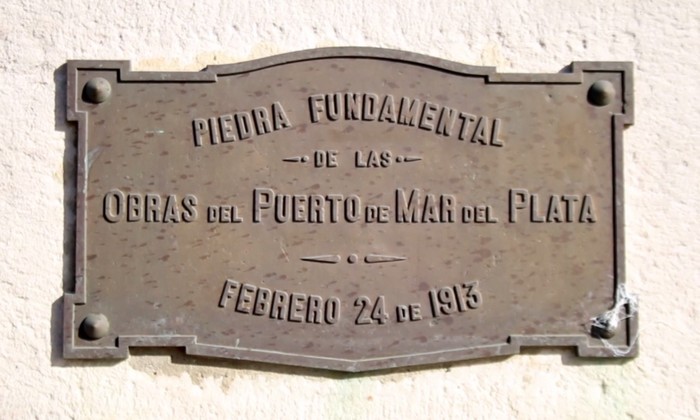 PIEDRA FUNDAMENTAL
DE LAS
OBRAS DEL PUERTO DE MAR DEL PLATA
FEBRERO 24 DE 1913